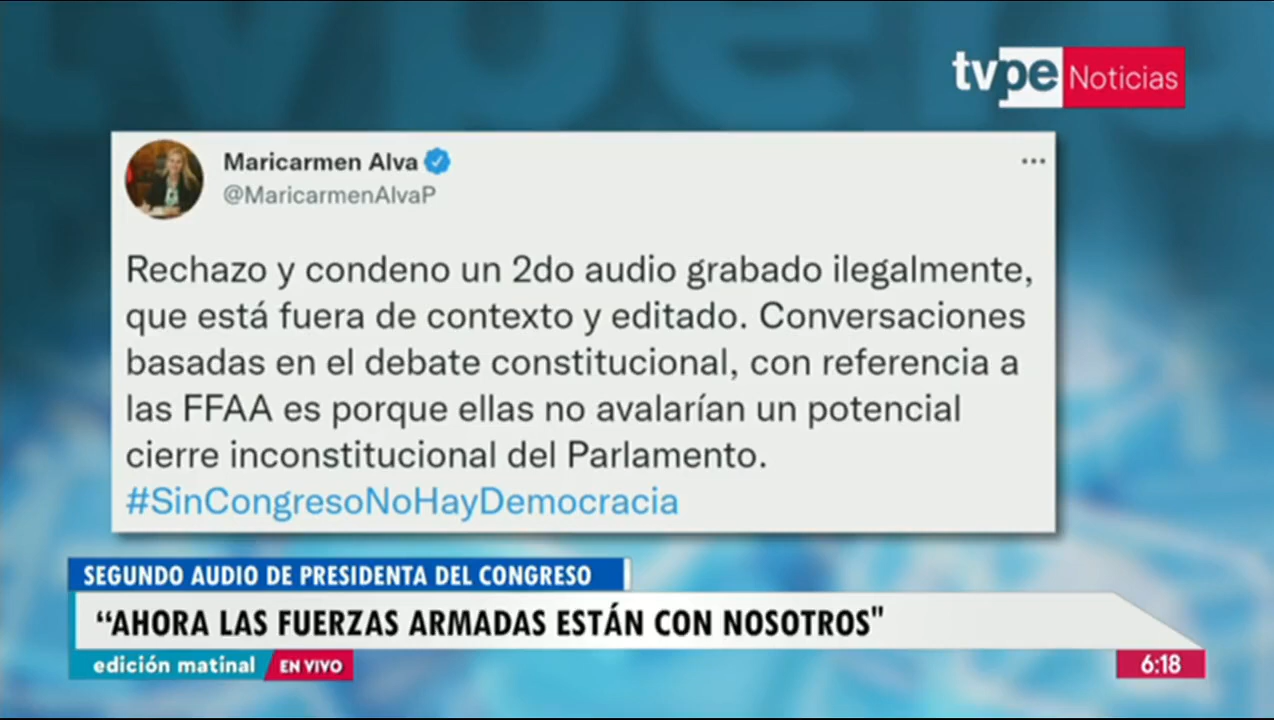 tvpe Noticias
Maricarmen Alva
@MaricarmenAlvaP
Rechazo y condeno un 2do audio grabado ilegalmente,
que está fuera de contexto y editado. Conversaciones
basadas en el debate constitucional, con referencia a
las FFAA es porque ellas no avalarían un potencial
cierre inconstitucional del Parlamento.
#SinCongresoNoHayDemocracia
SEGUNDO AUDIO DE PRESIDENTA DEL CONGRESO
“AHORA LAS FUERZAS ARMADAS ESTÁN CON NOSOTROS"
edición matinal EN VIVO
6:18